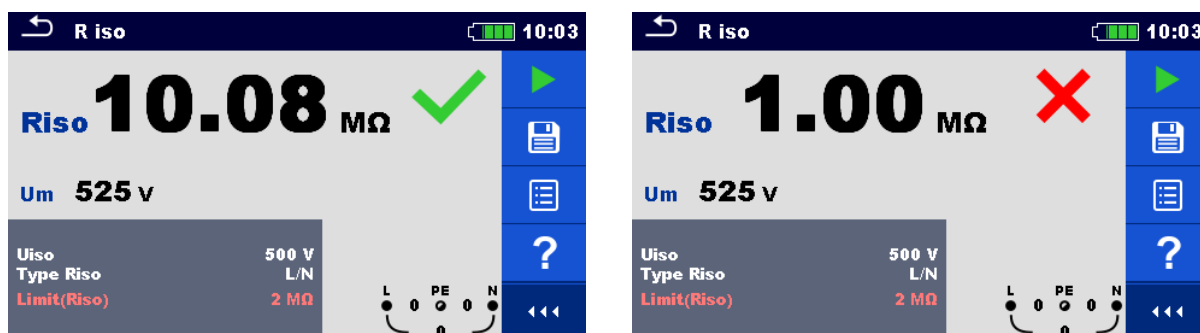 R iso 10:03
Riso 10.08 MΩ
Um 525 V
Uiso 500 V
Type Riso L/N
Limit(Riso) 2 MΩ
L PE N
0 0
0
?
R iso 10:03
Riso 1.00 MΩ
Um 525 V
Uiso 500 V
Type Riso L/N
Limit(Riso) 2 MΩ
L PE N
0 0
0
?